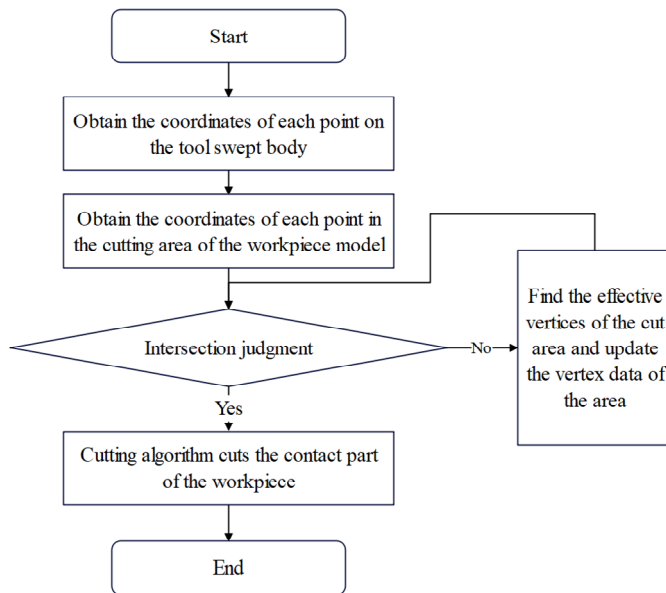 Start
Obtain the coordinates of each point on
the tool swept body
Obtain the coordinates of each point in
the cutting area of the workpiece model
Intersection judgment
No
Find the effective
vertices of the cut
area and update
the vertex data of
the area
Yes
Cutting algorithm cuts the contact part
of the workpiece
End